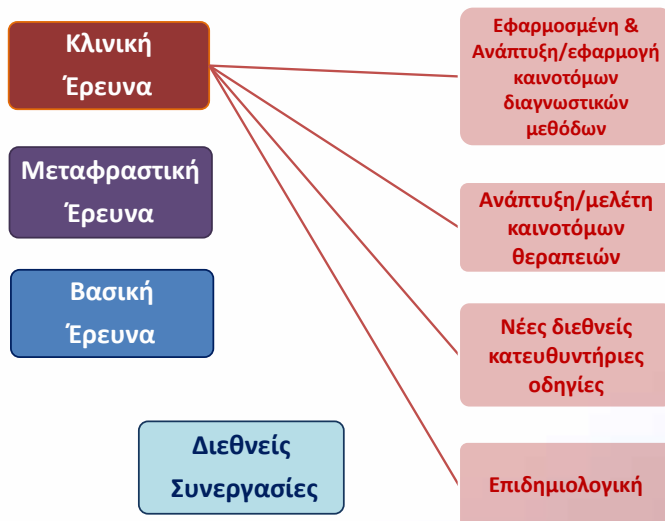 Κλινική
Έρευνα
Μεταφραστική
Έρευνα
Βασική
Έρευνα
Διεθνείς
Συνεργασίες
Εφαρμοσμένη &
Ανάπτυξη/εφαρμογή
καινοτόμων
διαγνωστικών
μεθόδων
Ανάπτυξη/μελέτη
καινοτόμων
θεραπειών
Νέες διεθνείς
κατευθυντήριες
οδηγίες
Επιδημιολογική